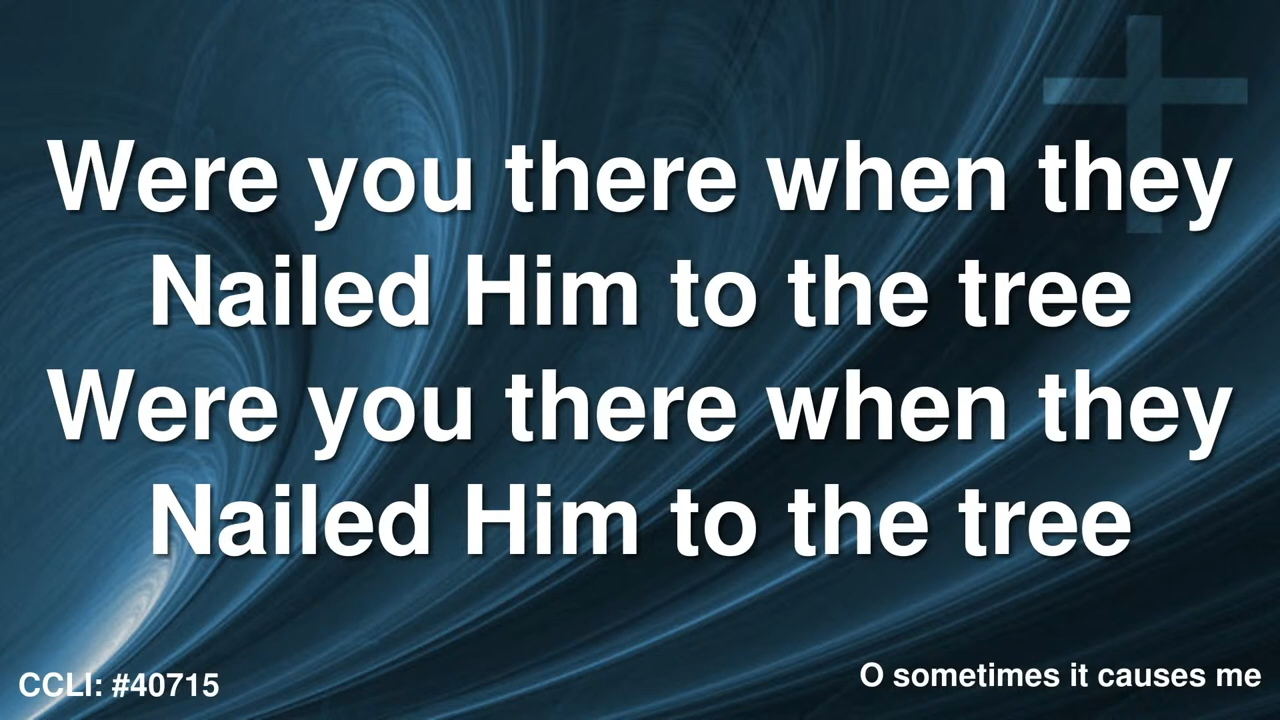 Were you there when they
Nailed Him to the tree
Were you there when they
Nailed Him to the tree
CCLI: #40715
O sometimes it causes me